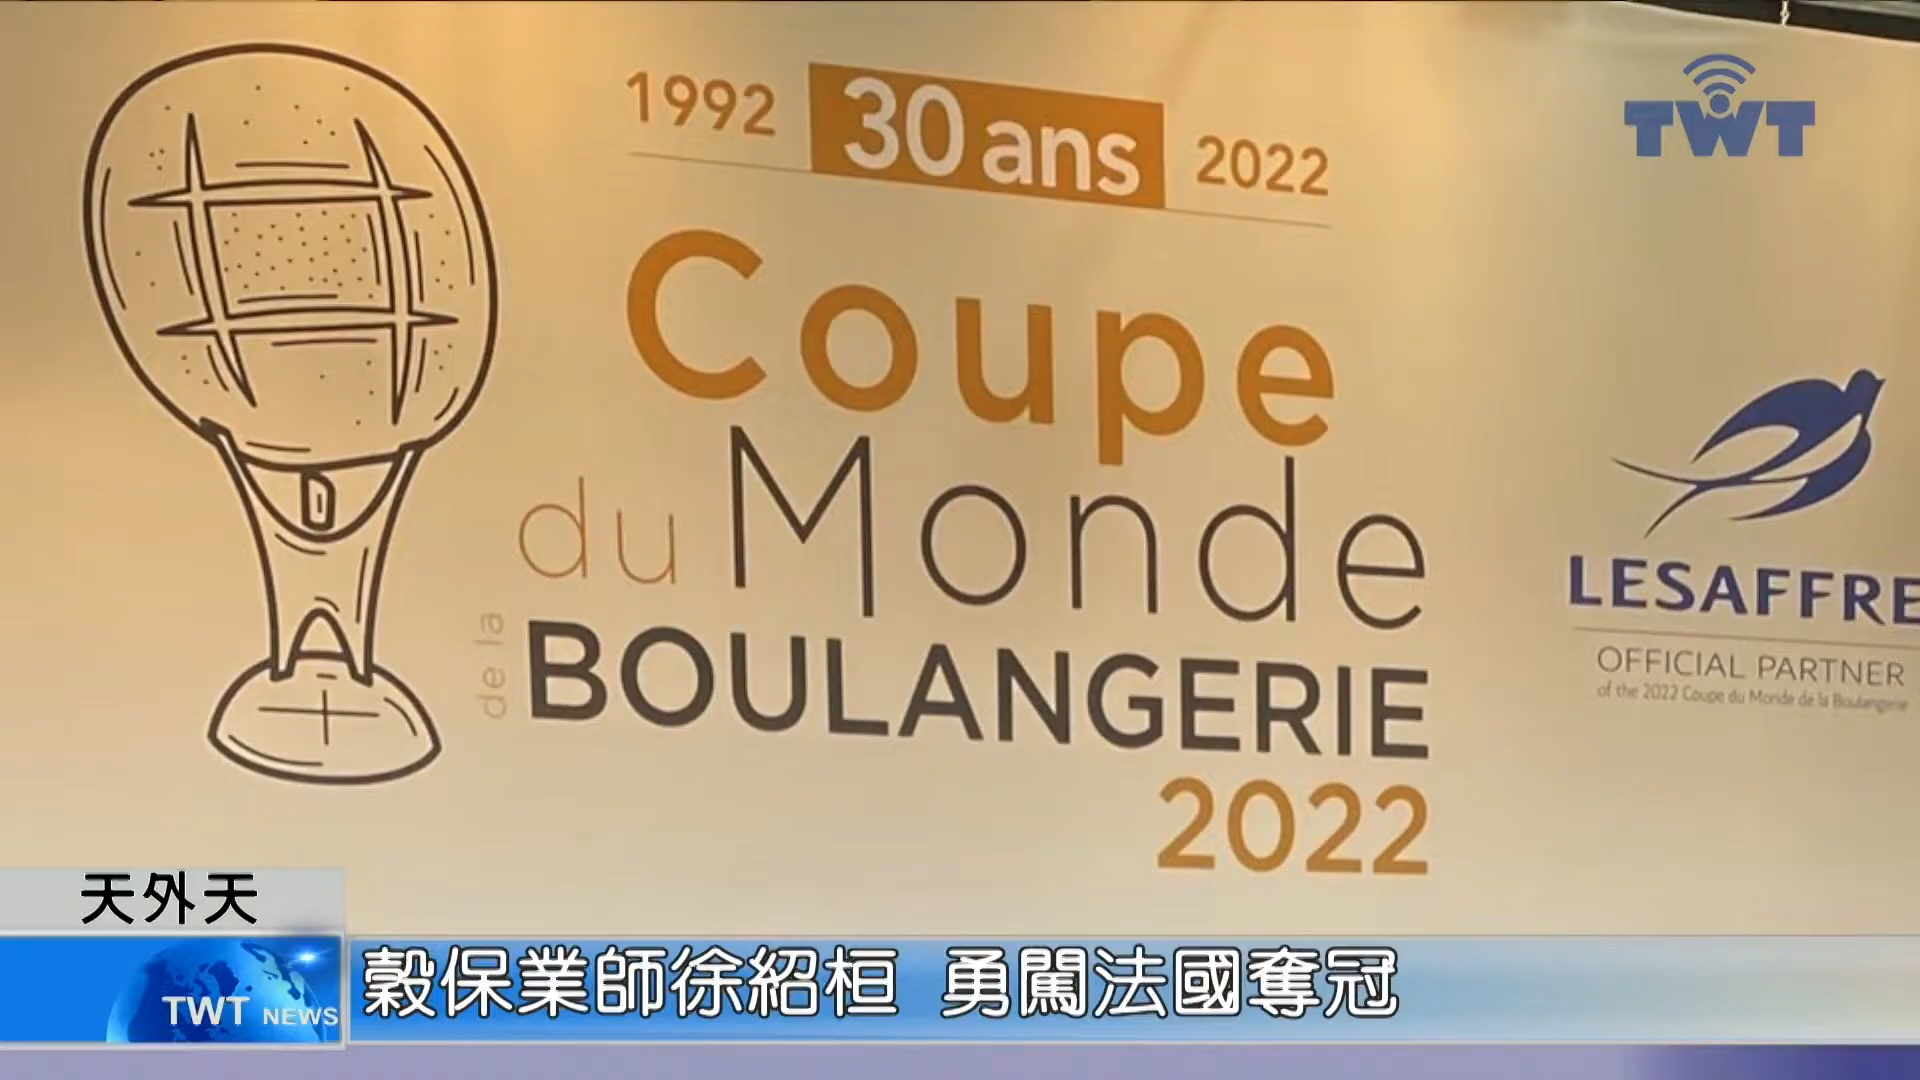 1992 30 ans 2022
TWT
Coupe
du Monde
de la BOULANGERIE
2022
LESAFFRE
OFFICIAL PARTNER
of the 2022 Coupe du Monde de la Boulangerie
天外天
TWT NEWS
穀保業師徐紹桓 勇闖法國奪冠